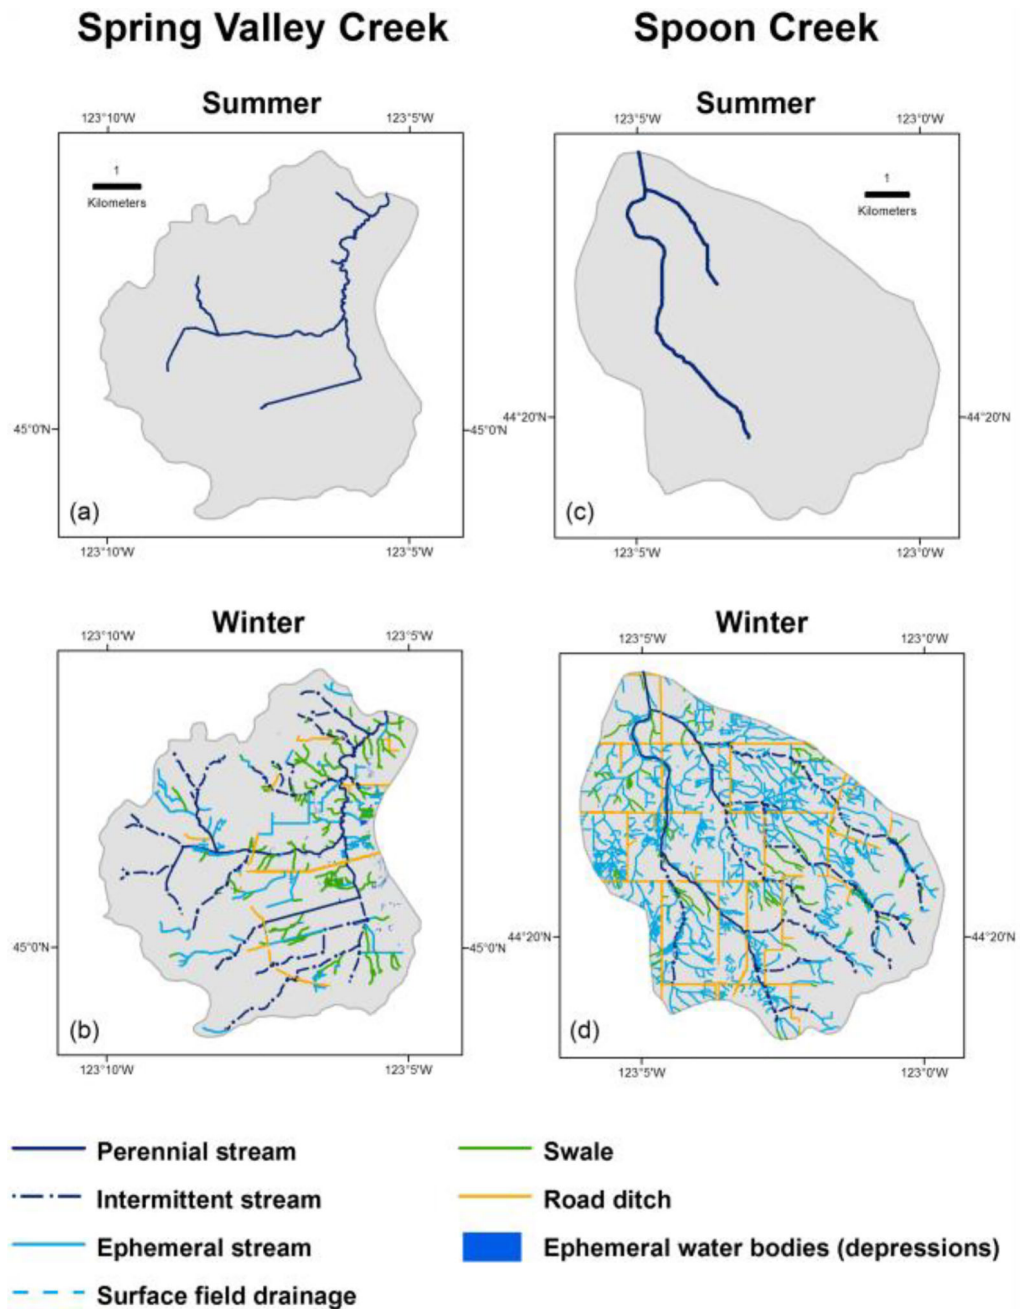 Spring Valley Creek
Spoon Creek
Summer
Summer
123°10'W
123°5'W
123°5'W
123°0'W
1
Kilometers
1
Kilometers
45°0'N
45°0'N
44°20'N
44°20'N
(a)
(c)
123°10'W
123°5'W
123°5'W
123°0'W
Winter
Winter
123°10'W
123°5'W
123°5'W
123°0'W
45°0'N
45°0'N
44°20'N
44°20'N
(b)
(d)
123°10'W
123°5'W
123°5'W
123°0'W
Perennial stream
Swale
Intermittent stream
Road ditch
Ephemeral stream
Ephemeral water bodies (depressions)
Surface field drainage